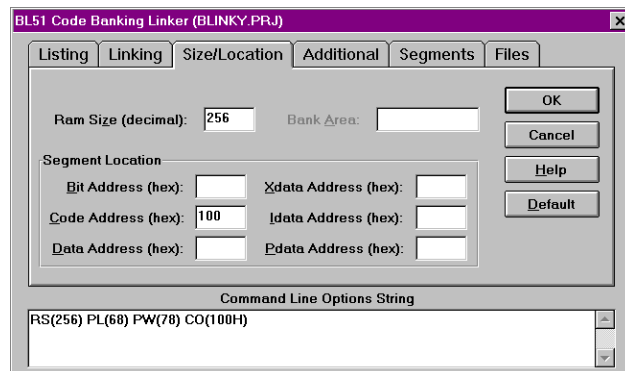 BL51 Code Banking Linker (BLINKY.PRJ)
Listing Linking Size/Location Additional Segments Files
Ram Size (decimal): 256 Bank Area:
OK
Cancel
Help
Default
Segment Location
Bit Address (hex): Xdata Address (hex):
Code Address (hex): 100 Idata Address (hex):
Data Address (hex): Pdata Address (hex):
Command Line Options String
RS(256) PL(68) PW(78) CO(100H)